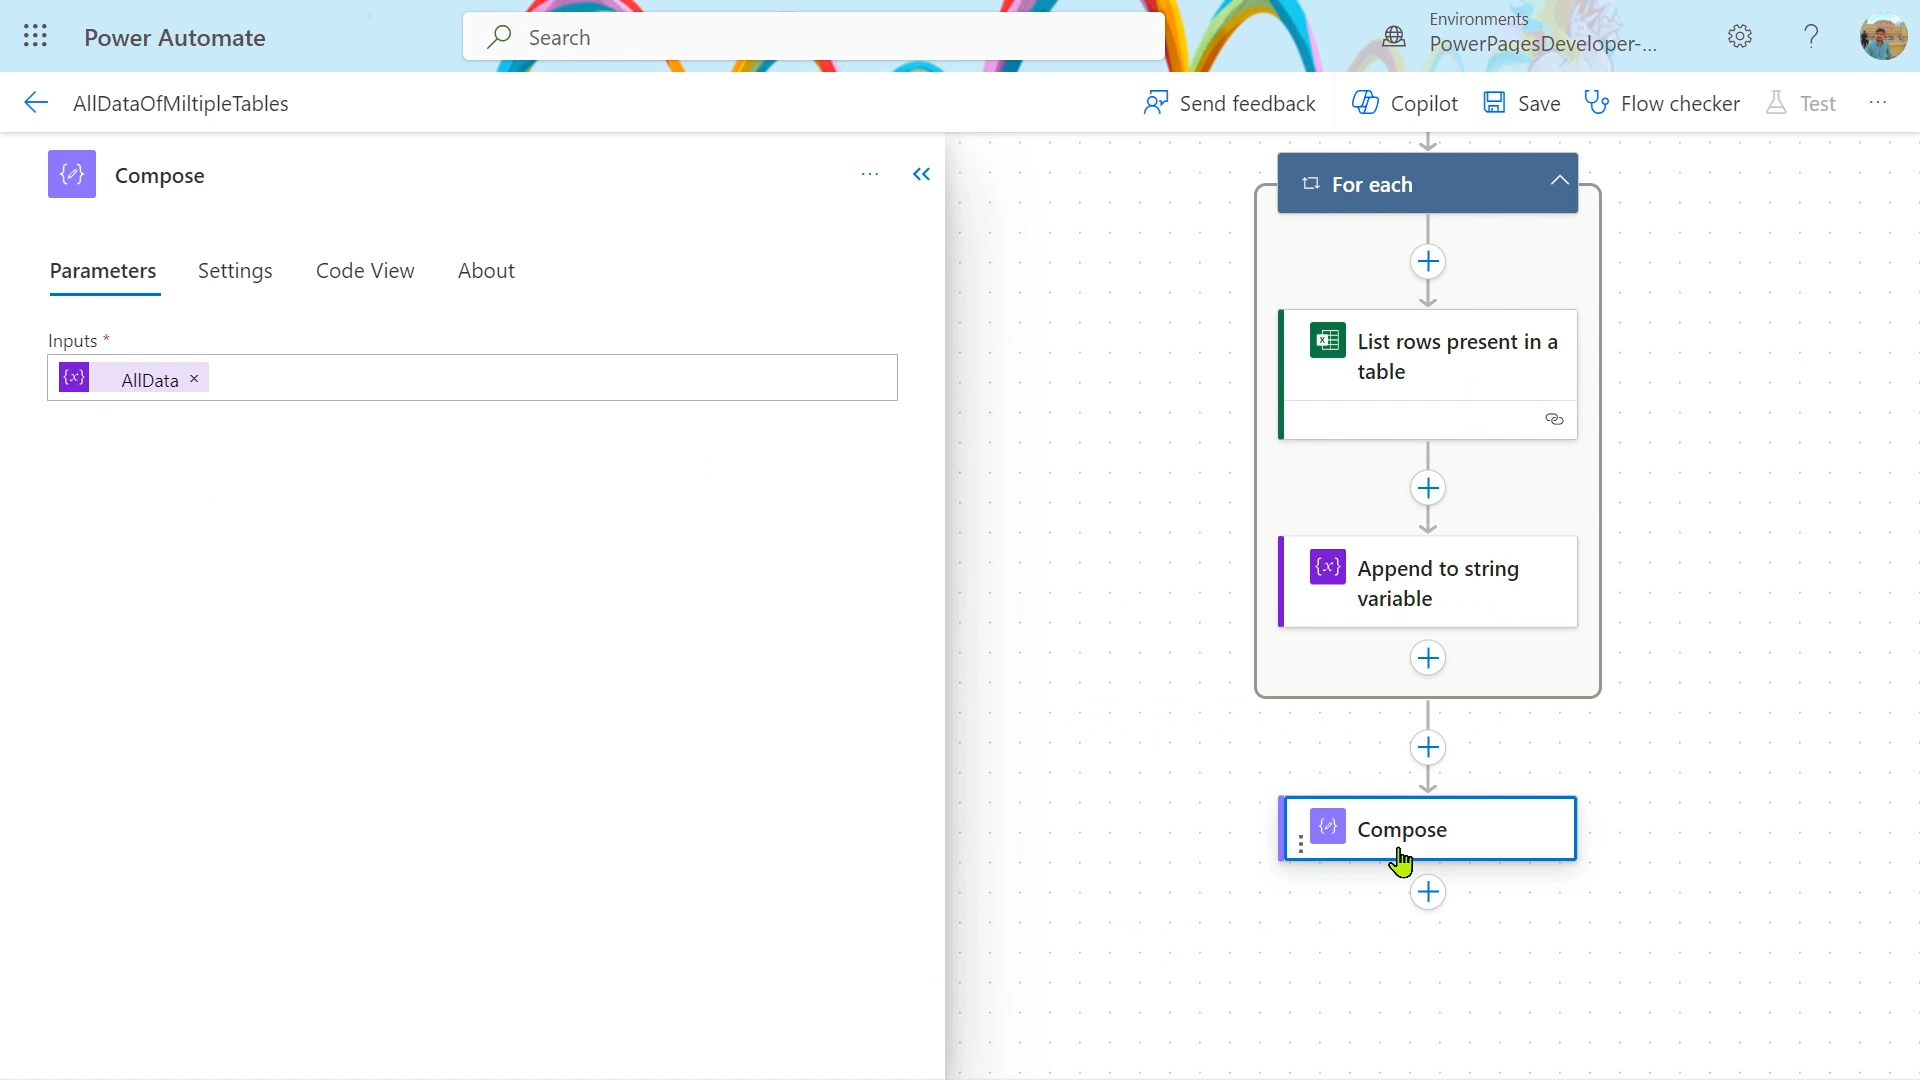 Power Automate
Search
Environments
PowerPagesDeveloper-...
?
AllDataOfMiltipleTables
Send feedback
Copilot
Save
Flow checker
Test
...
Compose
...
Parameters
Settings
Code View
About
Inputs *
{x} AllData ×
For each
List rows present in a
table
{x} Append to string
variable
Compose